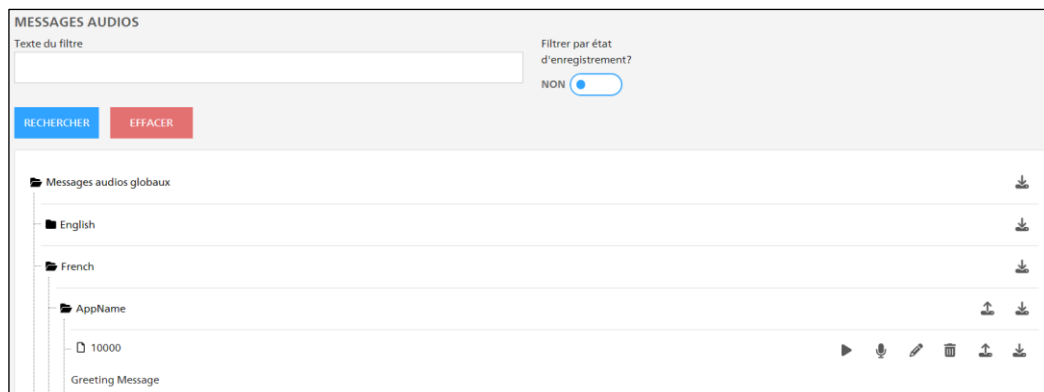 MESSAGES AUDIOS
Texte du filtre
Filtrer par état
d'enregistrement?
NON
RECHERCHER
EFFACER
Messages audios globaux
English
French
AppName
10000
Greeting Message